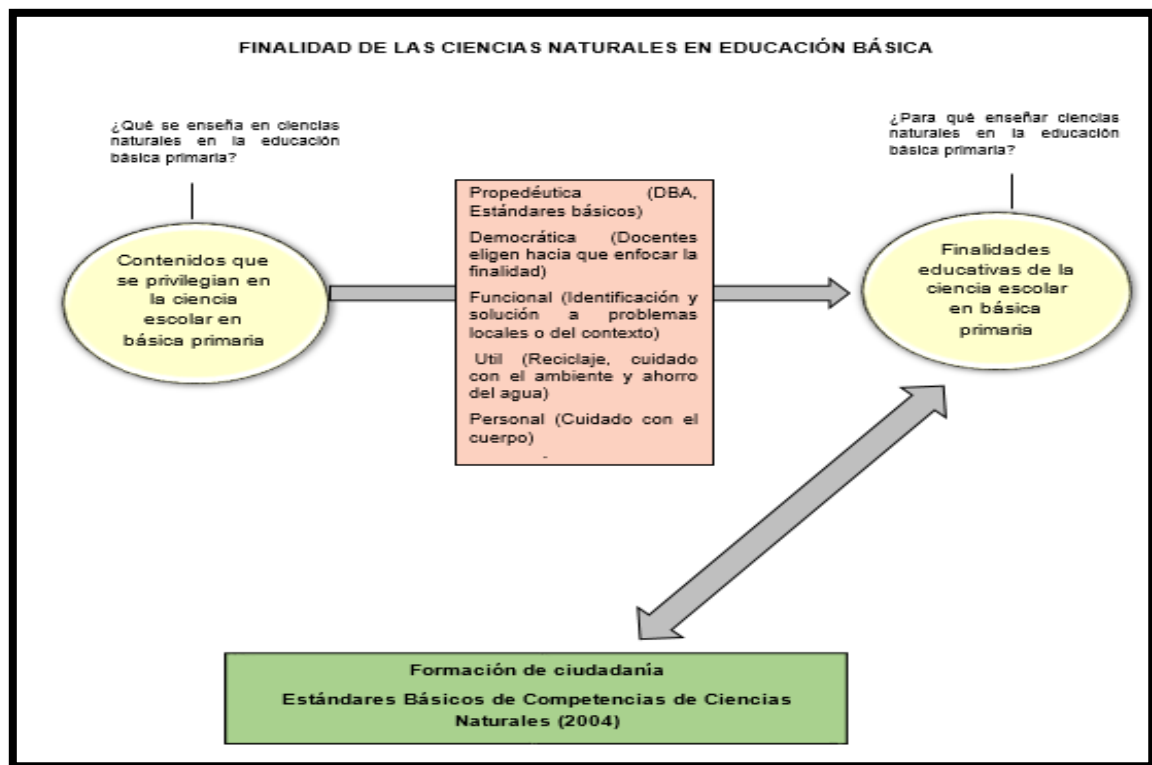 FINALIDAD DE LAS CIENCIAS NATURALES EN EDUCACIÓN BÁSICA
¿Qué se enseña en ciencias
naturales en la educación
básica primaria?
¿Para qué enseñar ciencias
naturales en la educación
básica primaria?
Contenidos que
se privilegian en
la ciencia
escolar en
básica primaria
Propedéutica (DBA,
Estándares básicos)
Democrática (Docentes
eligen hacia que enfocar la
finalidad)
Funcional (Identificación y
solución a problemas
locales o del contexto)
Util (Reciclaje, cuidado
con el ambiente y ahorro
del agua)
Personal (Cuidado con el
cuerpo)
-
Finalidades
educativas de la
ciencia escolar
en básica
primaria
Formación de ciudadanía
Estándares Básicos de Competencias de Ciencias
Naturales (2004)